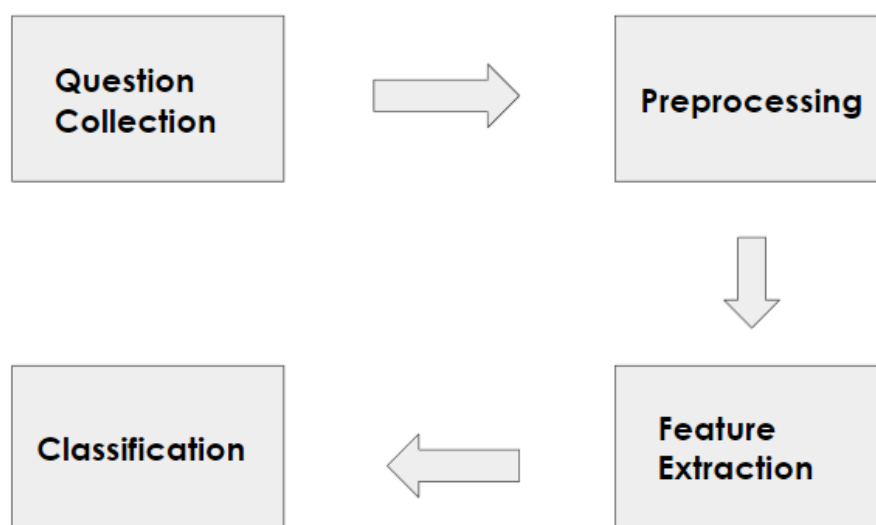 Question
Collection
Preprocessing
Feature
Extraction
Classification